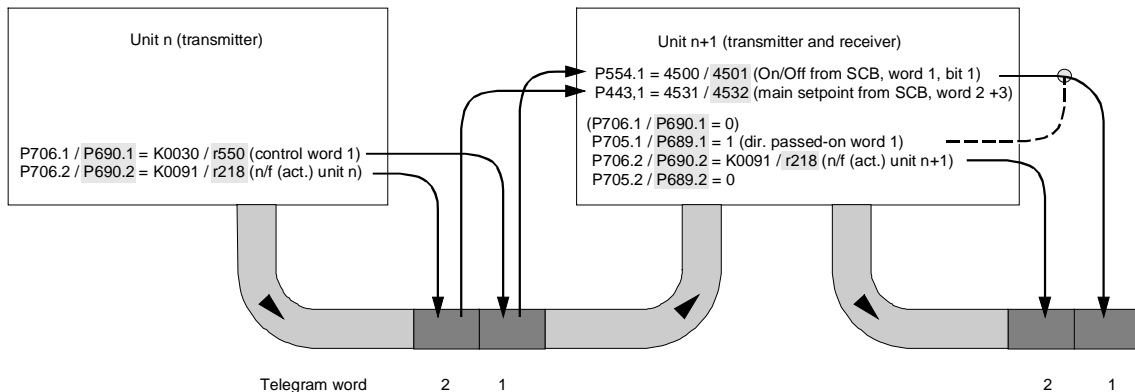 Unit n (transmitter)
P706.1 / P690.1 = K0030 / r550 (control word 1)
P706.2 / P690.2 = K0091 / r218 (n/f (act.) unit n)
Unit n+1 (transmitter and receiver)
P554.1 = 4500 / 4501 (On/Off from SCB, word 1, bit 1)
P443,1 = 4531 / 4532 (main setpoint from SCB, word 2 +3)
(P706.1 / P690.1 = 0)
P705.1 / P689.1 = 1 (dir. passed-on word 1)
P706.2 / P690.2 = K0091 / r218 (n/f (act.) unit n+1)
P705.2 / P689.2 = 0
Telegram word 2 1 2 1